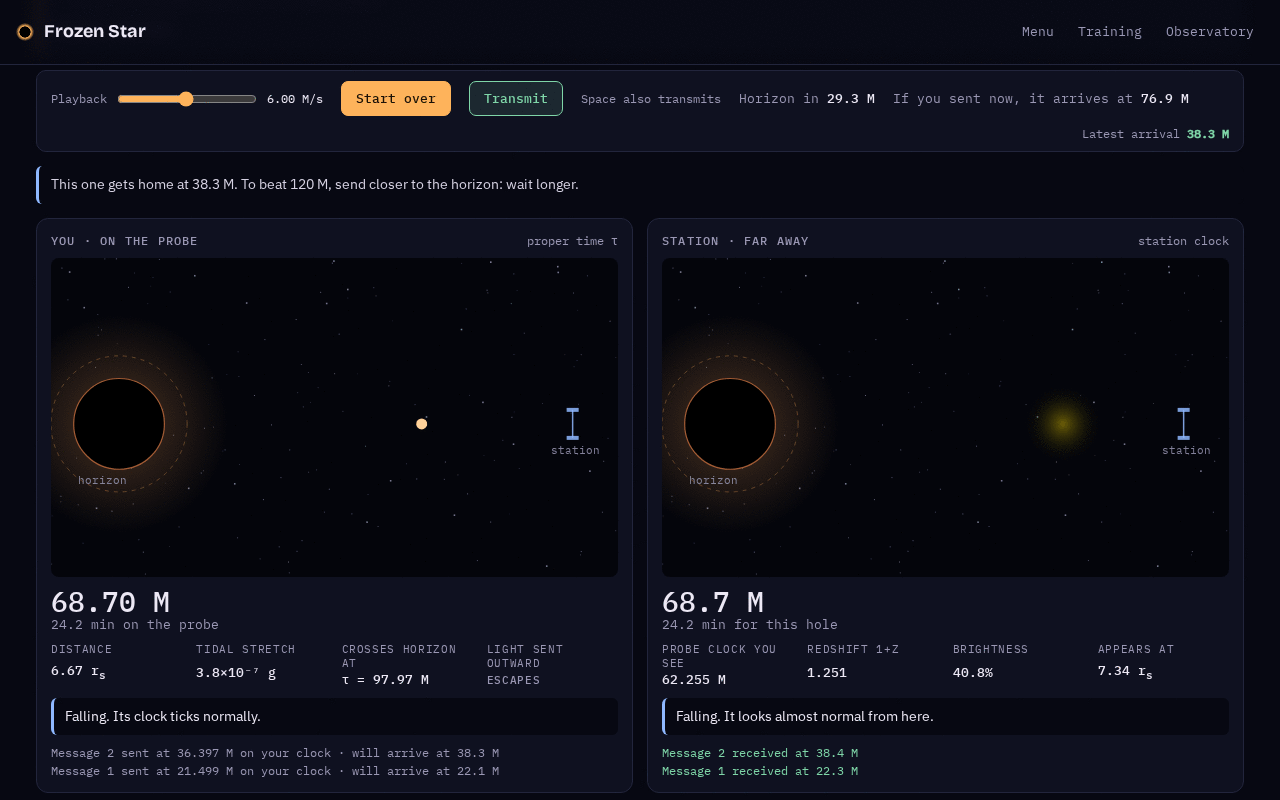 Frozen Star
Menu Training Observatory
Playback 6.00 M/s Start over Transmit Space also transmits Horizon in 29.3 M If you sent now, it arrives at 76.9 M
Latest arrival 38.3 M
This one gets home at 38.3 M. To beat 120 M, send closer to the horizon: wait longer.
YOU · ON THE PROBE proper time τ
horizon
station
68.70 M
24.2 min on the probe
DISTANCE
6.67 rs
TIDAL STRETCH
3.8×10⁻⁷ g
CROSSES HORIZON AT
τ = 97.97 M
LIGHT SENT OUTWARD
ESCAPES
Falling. Its clock ticks normally.
Message 2 sent at 36.397 M on your clock · will arrive at 38.3 M
Message 1 sent at 21.499 M on your clock · will arrive at 22.1 M
STATION · FAR AWAY station clock
horizon
station
68.7 M
24.2 min for this hole
PROBE CLOCK YOU SEE
62.255 M
REDSHIFT 1+Z
1.251
BRIGHTNESS
40.8%
APPEARS AT
7.34 rs
Falling. It looks almost normal from here.
Message 2 received at 38.4 M
Message 1 received at 22.3 M